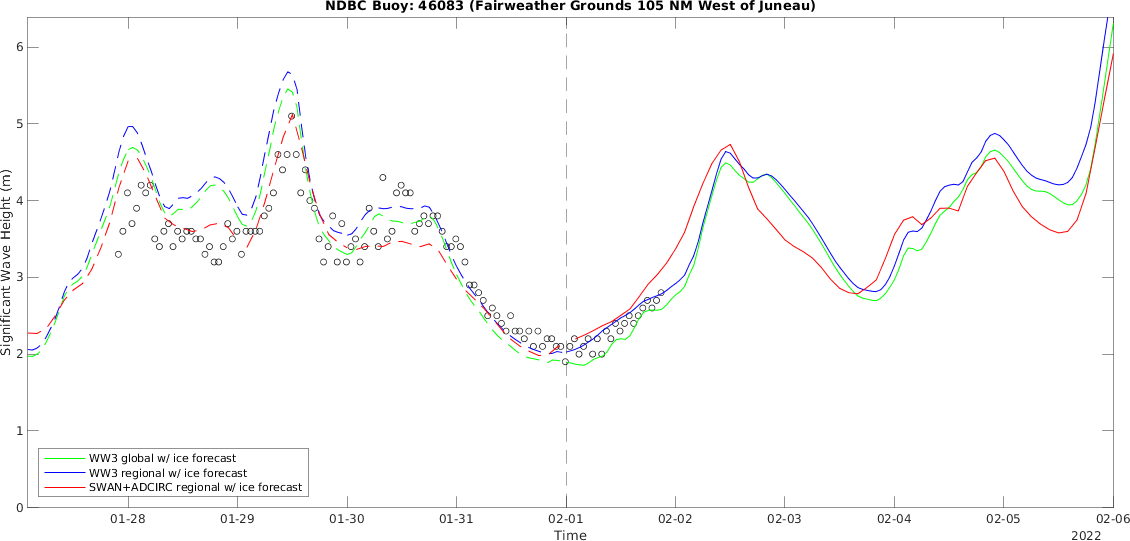 NDBC Buoy: 46083 (Fairweather Grounds 105 NM West of Juneau)
Significant Wave Height (m)
6
5
4
3
2
1
0
WW3 global w/ ice forecast
WW3 regional w/ ice forecast
SWAN+ADCIRC regional w/ ice forecast
01-28 01-29 01-30 01-31 02-01 02-02 02-03 02-04 02-05 02-06
Time
2022